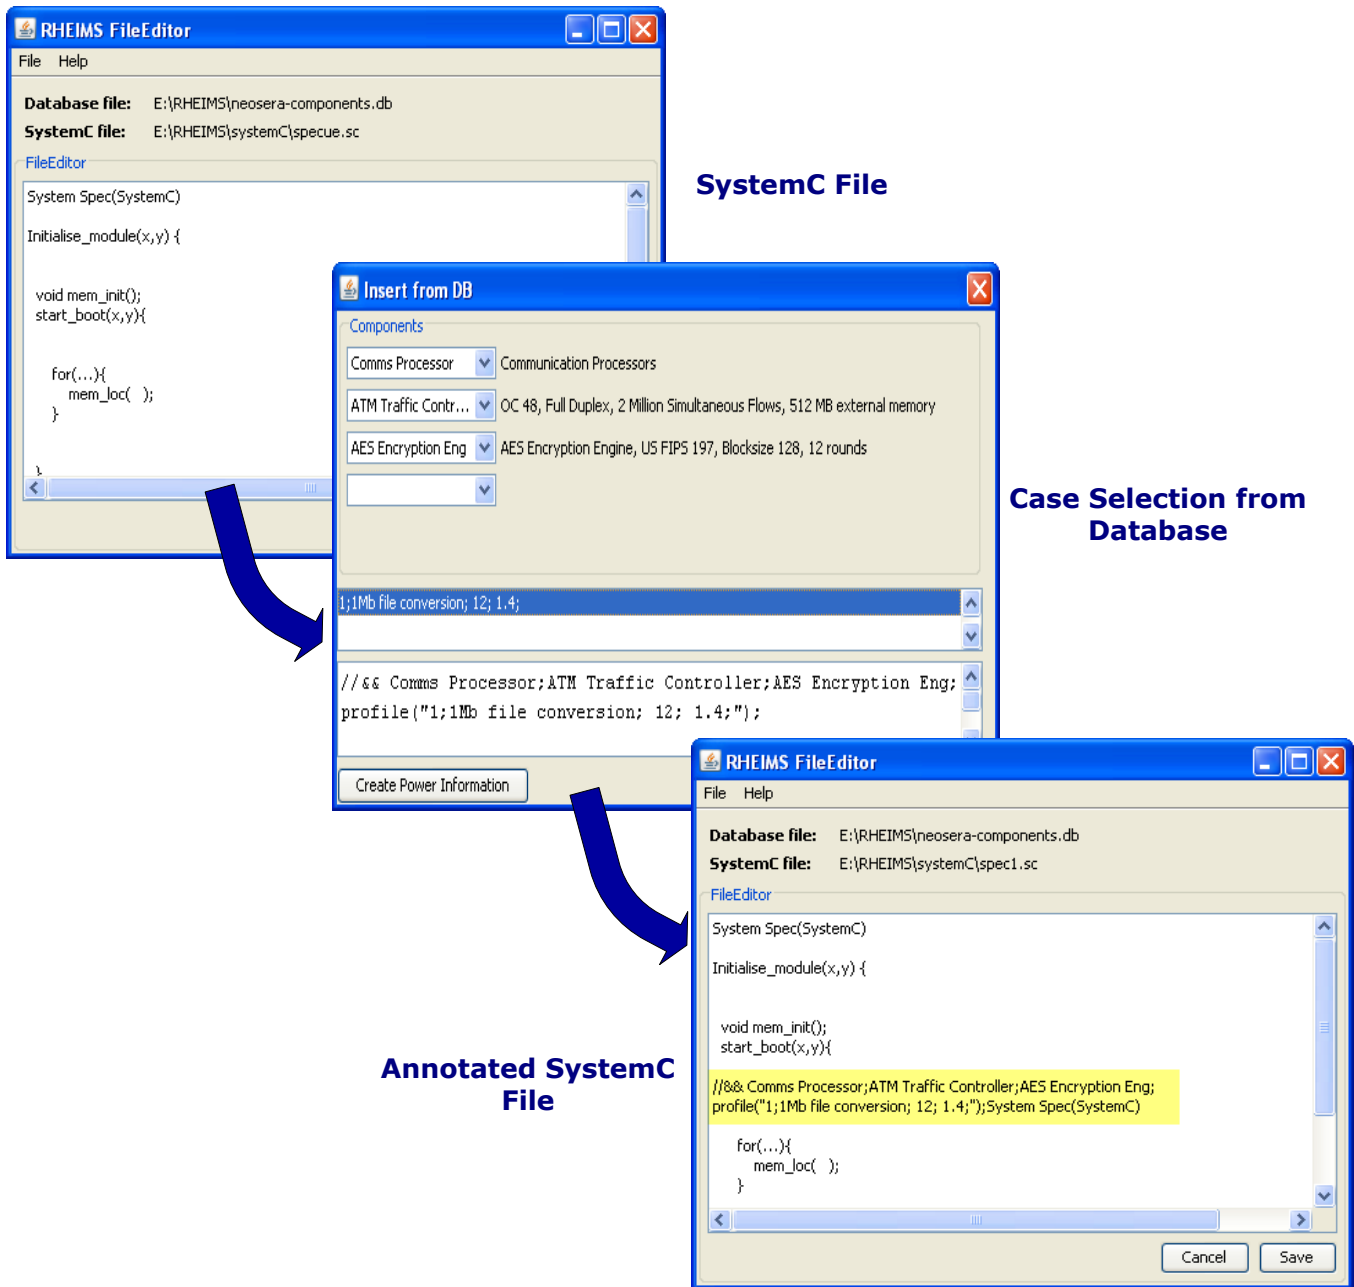 RHEIMS FileEditor
File Help
Database file: E:\RHEIMS\neosera-components.db
SystemC file: E:\RHEIMS\systemC\specue.sc
FileEditor
System Spec(SystemC)
Initialise_module(x,y) {
void mem_init();
start_boot(x,y){
for(...){
mem_loc( );
}
}
SystemC File
Insert from DB
Components
Comms Processor Communication Processors
ATM Traffic Contr... OC 48, Full Duplex, 2 Million Simultaneous Flows, 512 MB external memory
AES Encryption Eng AES Encryption Engine, US FIPS 197, Blocksize 128, 12 rounds
1;1Mb file conversion; 12; 1.4;
//&& Comms Processor;ATM Traffic Controller;AES Encryption Eng;
profile("1;1Mb file conversion; 12; 1.4;");
Create Power Information
Case Selection from
Database
RHEIMS FileEditor
File Help
Database file: E:\RHEIMS\neosera-components.db
SystemC file: E:\RHEIMS\systemC\spec1.sc
FileEditor
System Spec(SystemC)
Initialise_module(x,y) {
void mem_init();
start_boot(x,y){
//&& Comms Processor;ATM Traffic Controller;AES Encryption Eng;
profile("1;1Mb file conversion; 12; 1.4;");System Spec(SystemC)
for(...){
mem_loc( );
}
Cancel Save
Annotated SystemC
File